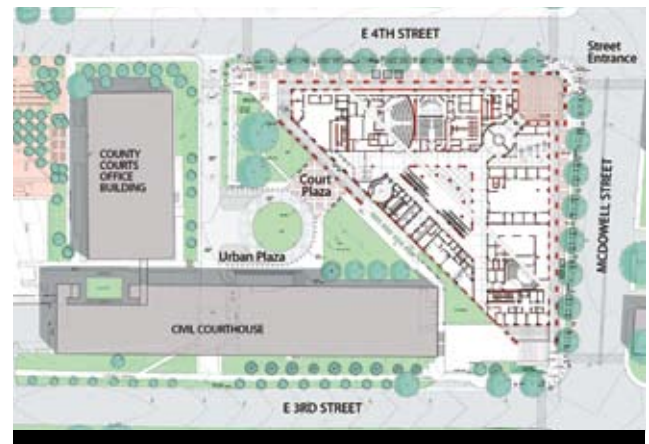 E 4TH STREET
Street
Entrance
COUNTY
COURTS
OFFICE
BUILDING
Court
Plaza
MCDOWELL STREET
Urban Plaza
CIVIL COURTHOUSE
E 3RD STREET